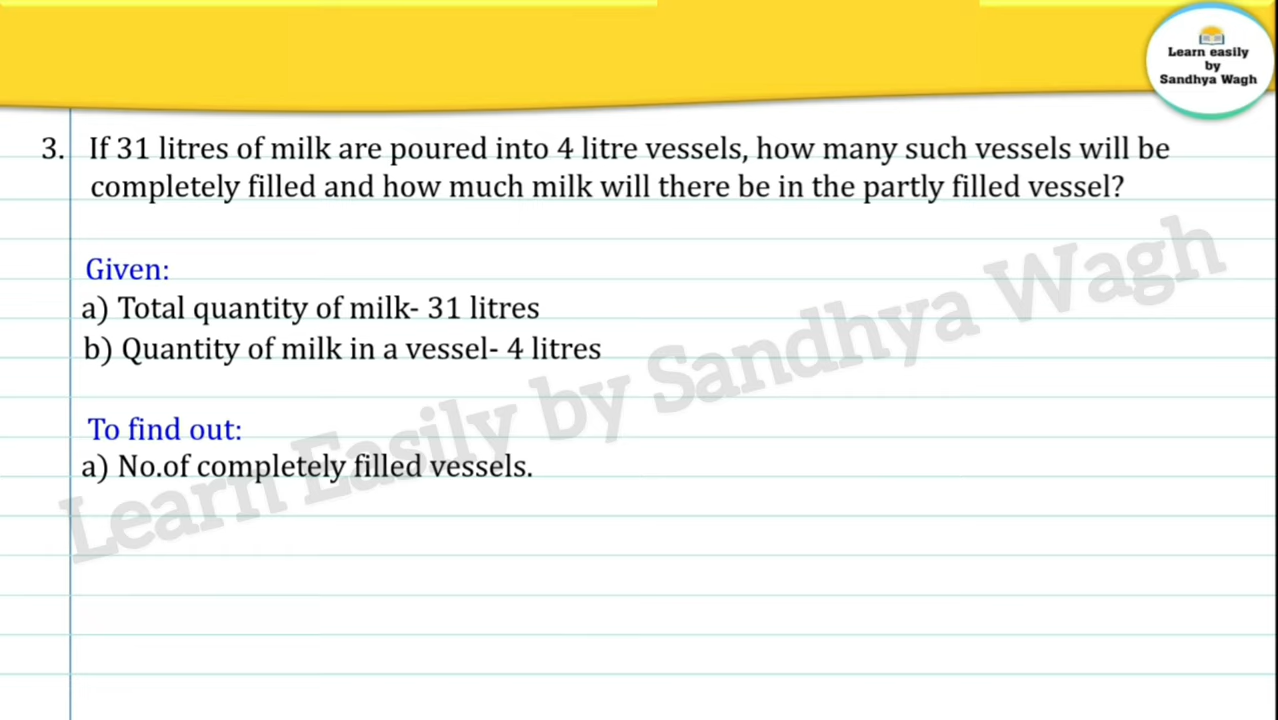 Learn easily
by
Sandhya Wagh
3. If 31 litres of milk are poured into 4 litre vessels, how many such vessels will be
completely filled and how much milk will there be in the partly filled vessel?
Given:
a) Total quantity of milk- 31 litres
b) Quantity of milk in a vessel- 4 litres
To find out:
a) No.of completely filled vessels.
Learn Easily by Sandhya Wagh